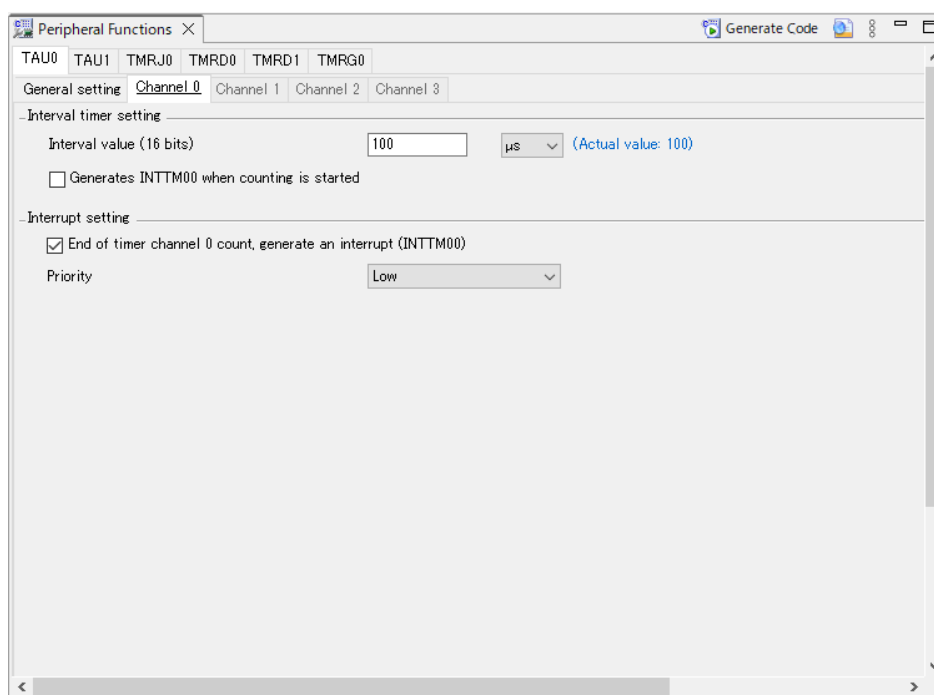 Peripheral Functions
Generate Code
TAU0 TAU1 TMRJ0 TMRD0 TMRD1 TMRG0
General setting Channel 0 Channel 1 Channel 2 Channel 3
Interval timer setting
Interval value (16 bits) 100 µs (Actual value: 100)
Generates INTTM00 when counting is started
Interrupt setting
End of timer channel 0 count, generate an interrupt (INTTM00)
Priority Low